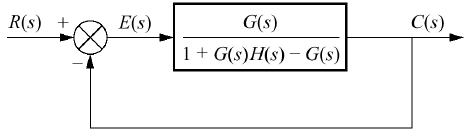 R(s) + E(s) G(s) C(s)
1 + G(s)H(s) − G(s)
−